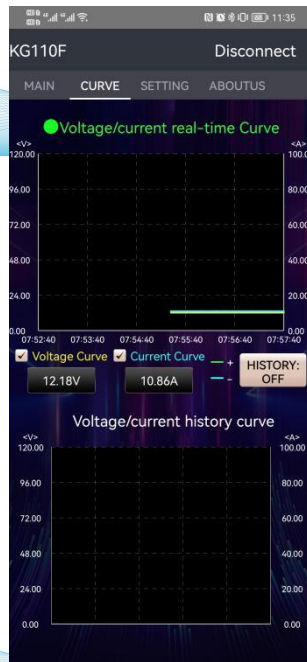 11:35
KG110F Disconnect
MAIN CURVE SETTING ABOUTUS
Voltage/current real-time Curve
<V> <A>
120.00 100.00
96.00 80.00
72.00 60.00
48.00 40.00
24.00 20.00
0.00 0.00
07:52:40 07:53:40 07:54:40 07:55:40 07:56:40 07:57:40
Voltage Curve Current Curve + HISTORY:
12.18V 10.86A - OFF
Voltage/current history curve
<V> <A>
120.00 100.00
96.00 80.00
72.00 60.00
48.00 40.00
24.00 20.00
0.00 0.00